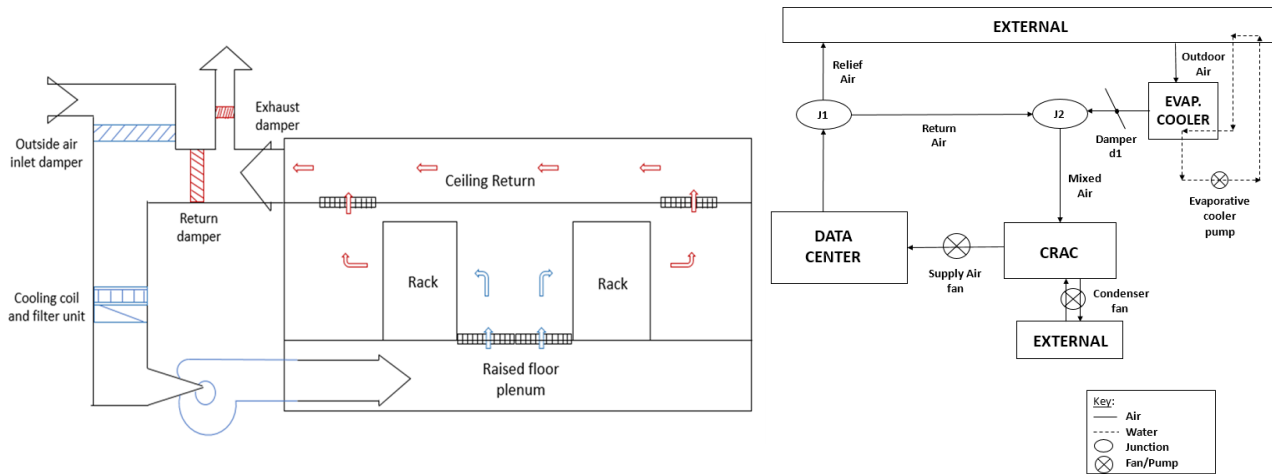 Outside air
inlet damper
Exhaust
damper
Return
damper
Ceiling Return
Cooling coil
and filter unit
Rack
Rack
Raised floor
plenum
EXTERNAL
Relief
Air
Outdoor
Air
EVAP.
COOLER
J1
J2
Return
Air
Damper
d1
Mixed
Air
Evaporative
cooler
pump
DATA
CENTER
Supply Air
fan
CRAC
Condenser
fan
EXTERNAL
Key:
Air
Water
Junction
Fan/Pump